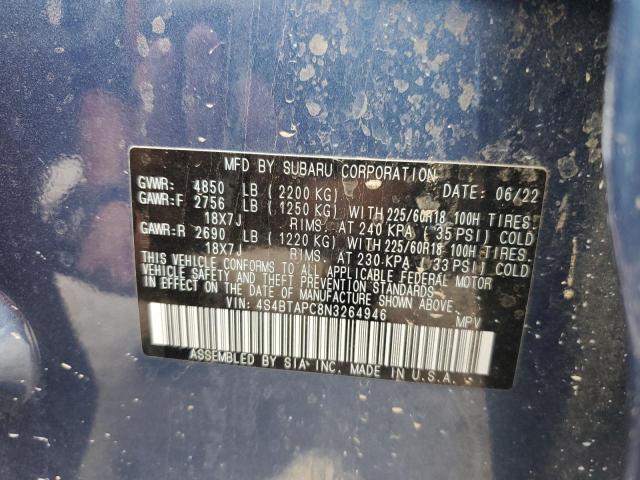 MFD BY SUBARU CORPORATION
GVWR: 4850 LB (2200 KG) DATE: 06/22
GAWR:F 2756 LB (1250 KG) WITH 225/60R18 100H TIRES.
18X7J RIMS. AT 240 KPA ( 35 PSI) COLD
GAWR:R 2690 LB (1220 KG) WITH 225/60R18 100H TIRES.
18X7J RIMS. AT 230 KPA ( 33 PSI) COLD
THIS VEHICLE CONFORMS TO ALL APPLICABLE FEDERAL MOTOR
VEHICLE SAFETY AND THEFT PREVENTION STANDARDS
IN EFFECT ON THE DATE OF MANUFACTURE SHOWN ABOVE.
VIN: 4S4BTAPC8N3264946 MPV
ASSEMBLED BY SIA INC. MADE IN U.S.A.